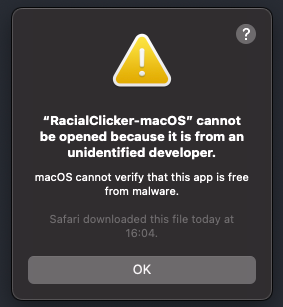 ?
“RacialClicker-macOS” cannot
be opened because it is from an
unidentified developer.
macOS cannot verify that this app is free
from malware.
Safari downloaded this file today at
16:04.
OK